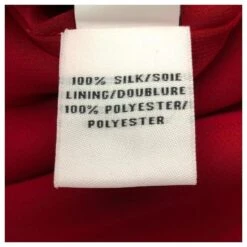 100% SILK/SOIE
LINING/DOUBLURE
100% POLYESTER/
POLYESTER